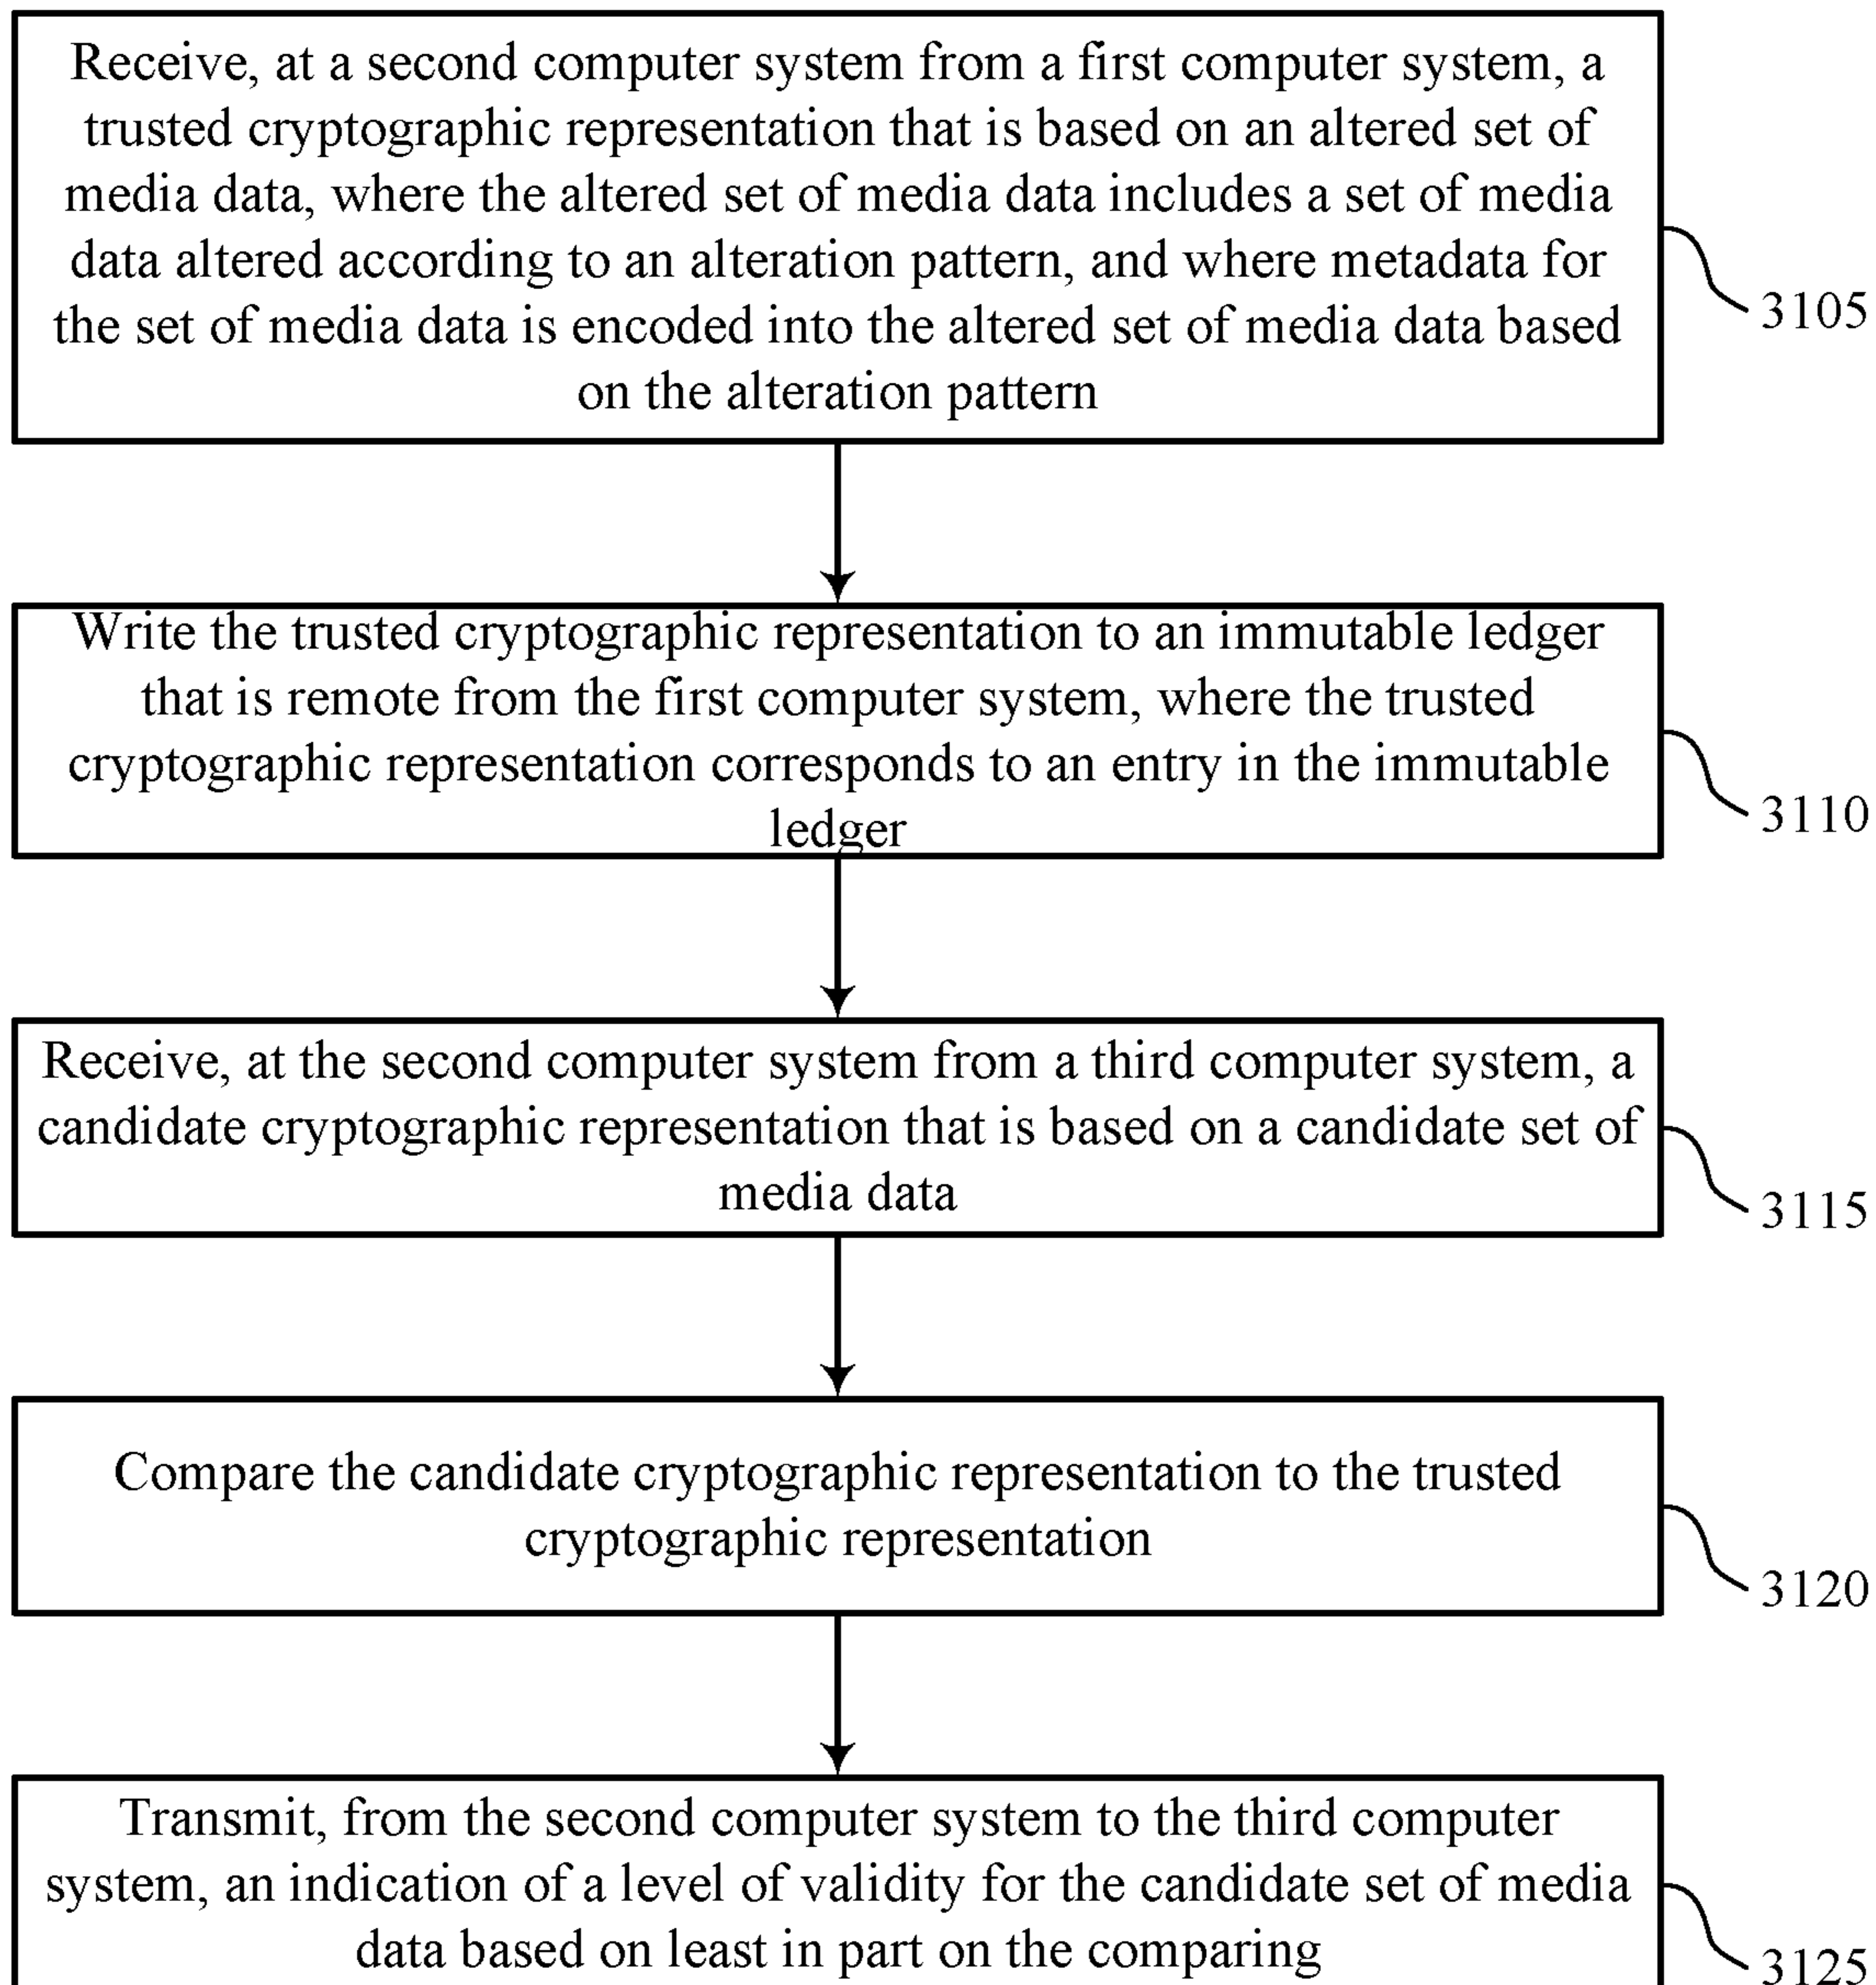 Receive, at a second computer system from a first computer system, a
trusted cryptographic representation that is based on an altered set of
media data, where the altered set of media data includes a set of media
data altered according to an alteration pattern, and where metadata for
the set of media data is encoded into the altered set of media data based
on the alteration pattern
3105
Write the trusted cryptographic representation to an immutable ledger
that is remote from the first computer system, where the trusted
cryptographic representation corresponds to an entry in the immutable
ledger
3110
Receive, at the second computer system from a third computer system, a
candidate cryptographic representation that is based on a candidate set of
media data
3115
Compare the candidate cryptographic representation to the trusted
cryptographic representation
3120
Transmit, from the second computer system to the third computer
system, an indication of a level of validity for the candidate set of media
data based on least in part on the comparing
3125